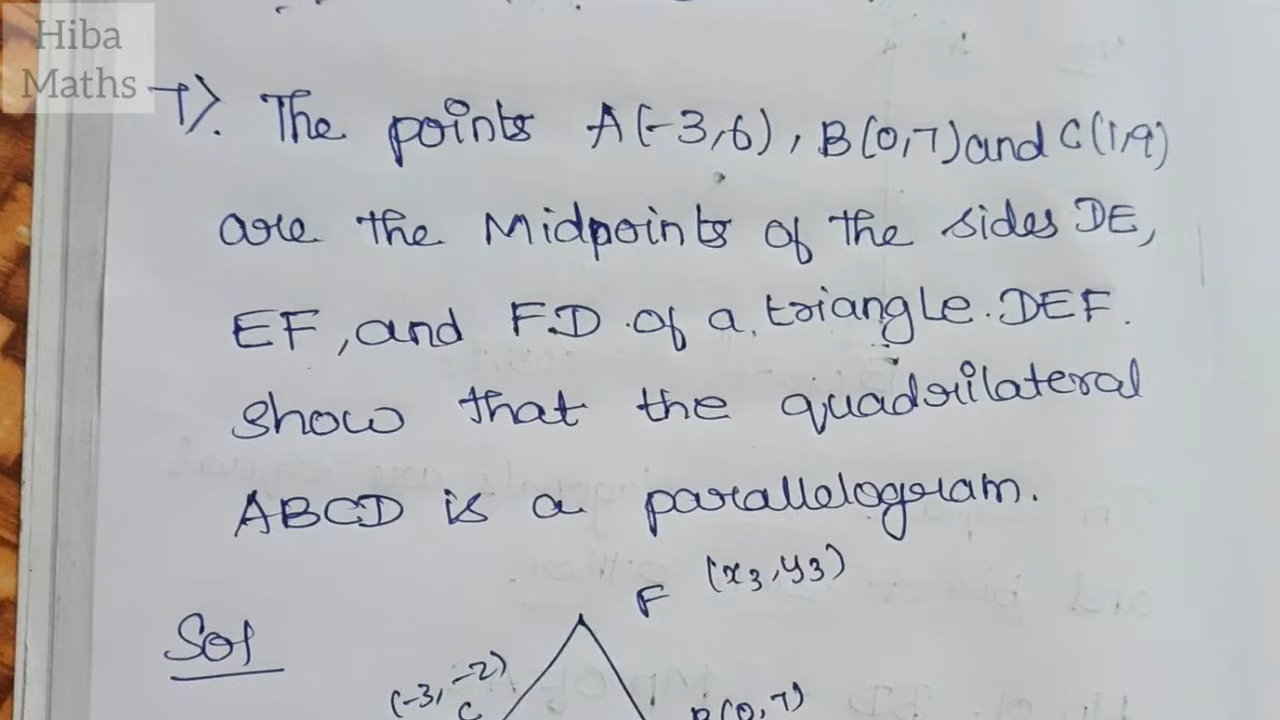 Hiba
Maths
7). The points A(-3,6), B(0,7) and C(1,9)
are the Midpoints of the sides DE,
EF, and FD of a triangle. DEF.
show that the quadrilateral
ABCD is a parallelogram.
F (x3, y3)
Sol
(-3, -2)
C
B(0,7)